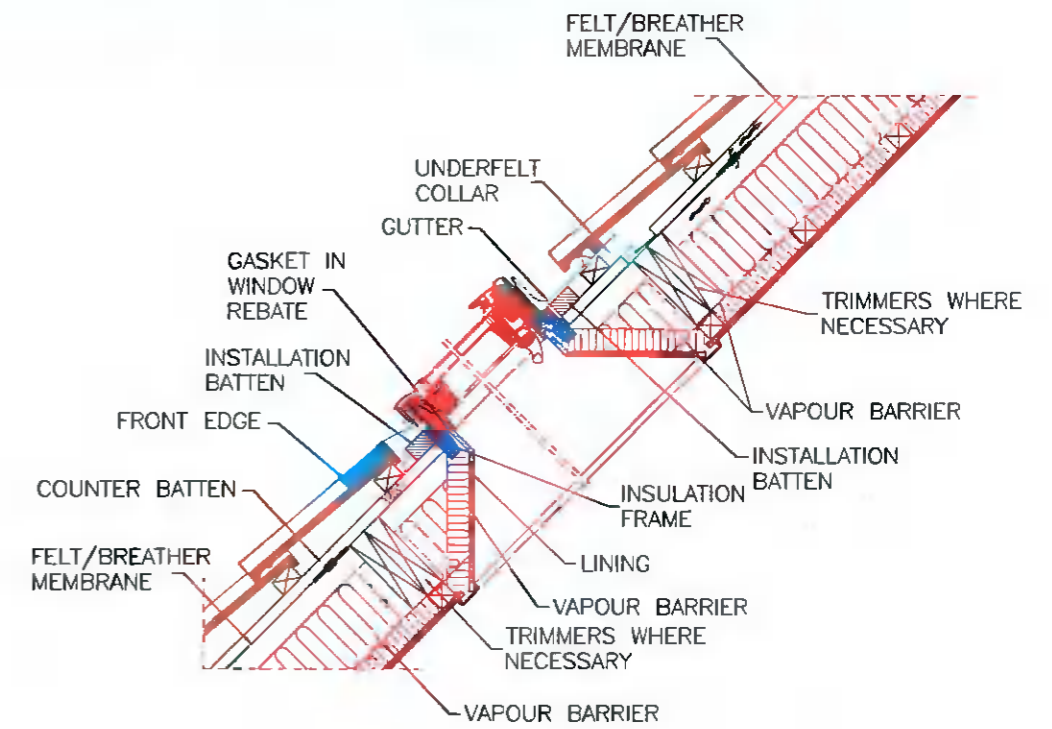 FELT/BREATHER
MEMBRANE
UNDERFELT
COLLAR
GUTTER
GASKET IN
WINDOW
REBATE
TRIMMERS WHERE
NECESSARY
INSTALLATION
BATTEN
FRONT EDGE
VAPOUR BARRIER
INSTALLATION
BATTEN
COUNTER BATTEN
INSULATION
FRAME
FELT/BREATHER
MEMBRANE
LINING
VAPOUR BARRIER
TRIMMERS WHERE
NECESSARY
VAPOUR BARRIER